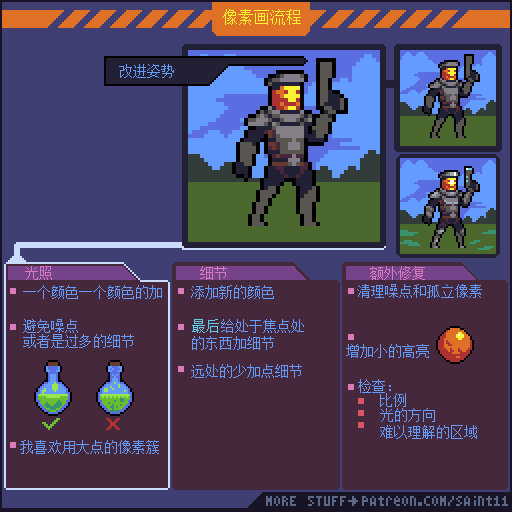 像素画流程
改进姿势
光照
一个颜色一个颜色的加
避免噪点
或者是过多的细节
我喜欢用大点的像素簇
细节
添加新的颜色
最后给处于焦点处
的东西加细节
远处的少加点细节
额外修复
清理噪点和孤立像素
增加小的高亮
检查:
比例
光的方向
难以理解的区域
MORE STUFF→PATREON.COM/SAINT11